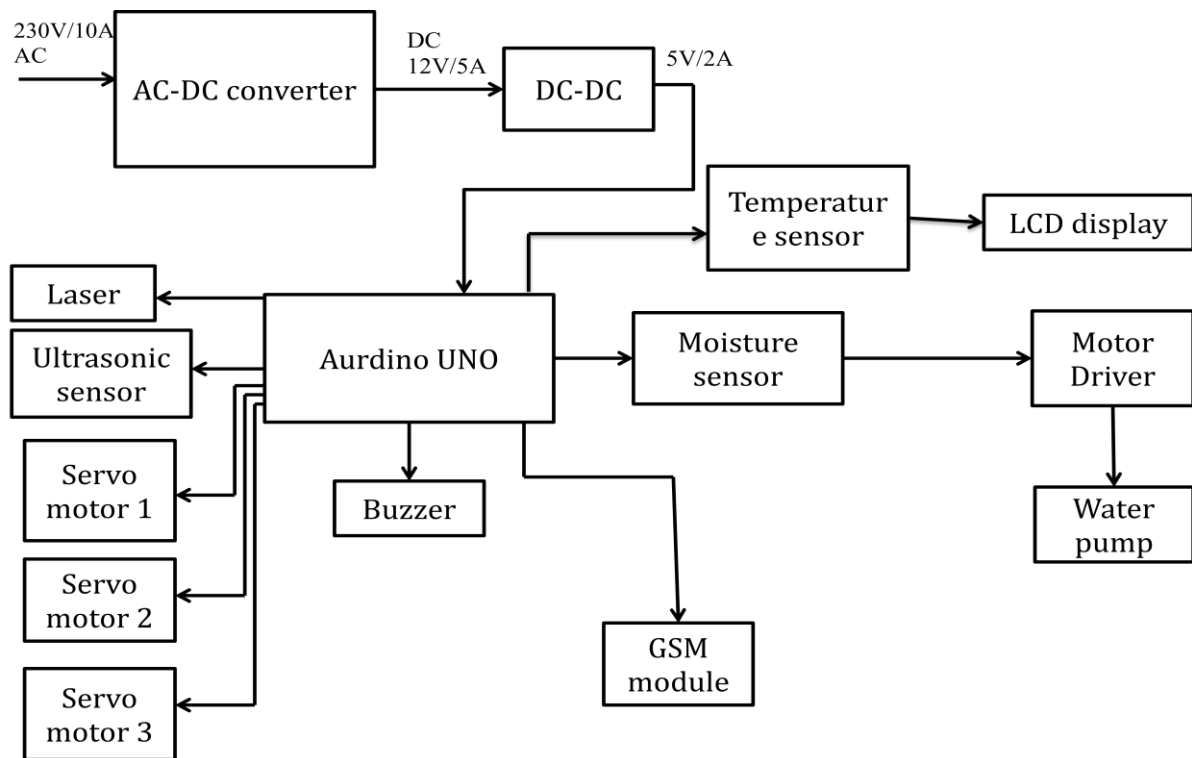 230V/10A
AC
AC-DC converter
DC
12V/5A
DC-DC
5V/2A
Temperatur
e sensor
LCD display
Laser
Ultrasonic
sensor
Aurdino UNO
Moisture
sensor
Motor
Driver
Servo
motor 1
Buzzer
Water
pump
Servo
motor 2
GSM
module
Servo
motor 3